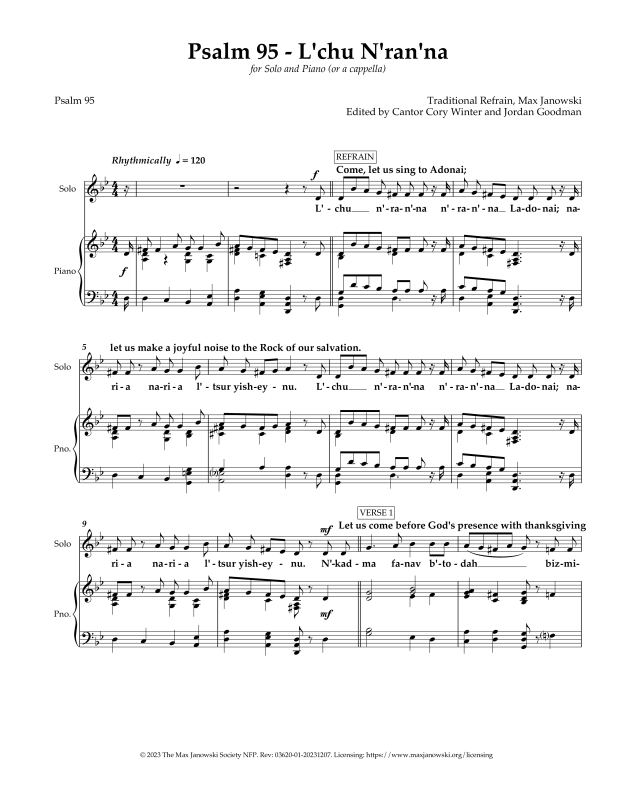 Psalm 95 - L'chu N'ran'na
for Solo and Piano (or a cappella)
Psalm 95
Traditional Refrain, Max Janowski
Edited by Cantor Cory Winter and Jordan Goodman
Rhythmically ♩ = 120
REFRAIN
f
Come, let us sing to Adonai;
Solo
L'- chu n'-ra-n'-na n'-ra-n'-na La-do-nai; na-
Piano
f
5
let us make a joyful noise to the Rock of our salvation.
Solo
ri-a na-ri-a l'-tsur yish-ey-nu. L'-chu n'-ra-n'na n'-ra-n'-na La-do-nai; na-
Pno.
9
VERSE 1
mf
Let us come before God's presence with thanksgiving
Solo
ri-a na-ri-a l'-tsur yish-ey-nu. N'-kad-ma fa-nav b'-to-dah biz-mi-
Pno.
mf
© 2023 The Max Janowski Society NFP. Rev: 03620-01-20231207. Licensing: https://www.maxjanowski.org/licensing